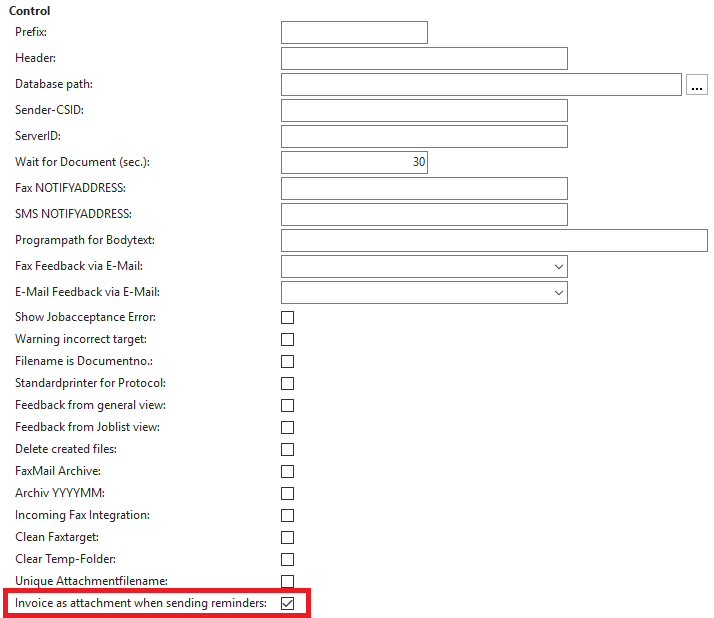 Control
Prefix:
Header:
Database path: ...
Sender-CSID:
ServerID:
Wait for Document (sec.): 30
Fax NOTIFYADDRESS:
SMS NOTIFYADDRESS:
Programpath for Bodytext:
Fax Feedback via E-Mail:
E-Mail Feedback via E-Mail:
Show Jobacceptance Error:
Warning incorrect target:
Filename is Documentno.:
Standardprinter for Protocol:
Feedback from general view:
Feedback from Joblist view:
Delete created files:
FaxMail Archive:
Archiv YYYYMM:
Incoming Fax Integration:
Clean Faxtarget:
Clear Temp-Folder:
Unique Attachmentfilename:
Invoice as attachment when sending reminders: